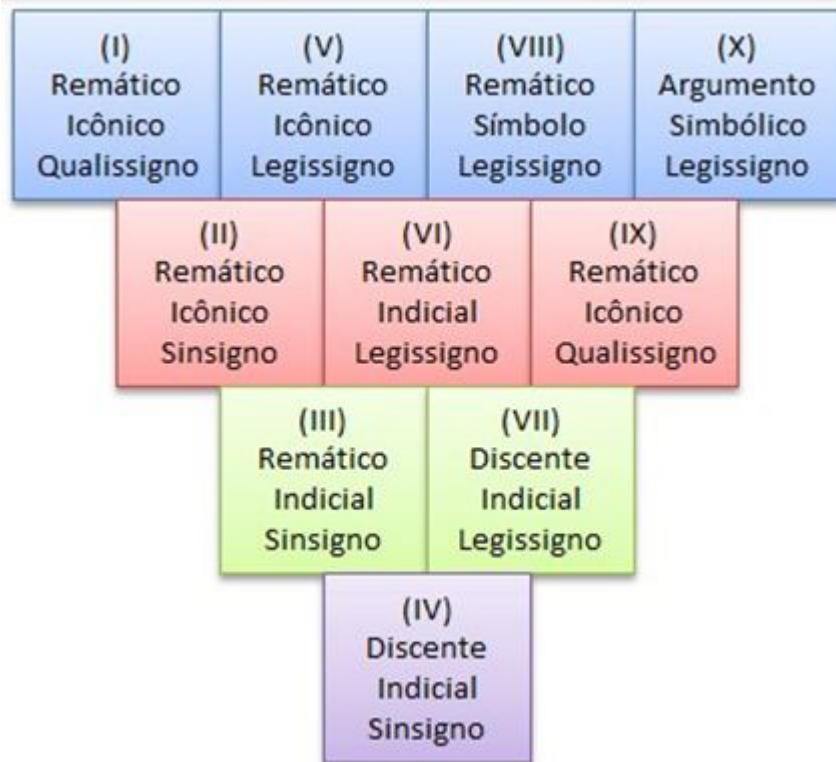 (I)
Remático
Icônico
Qualissigno
(V)
Remático
Icônico
Legissigno
(VIII)
Remático
Símbolo
Legissigno
(X)
Argumento
Simbólico
Legissigno
(II)
Remático
Icônico
Sinsigno
(VI)
Remático
Indicial
Legissigno
(IX)
Remático
Icônico
Qualissigno
(III)
Remático
Indicial
Sinsigno
(VII)
Discente
Indicial
Legissigno
(IV)
Discente
Indicial
Sinsigno